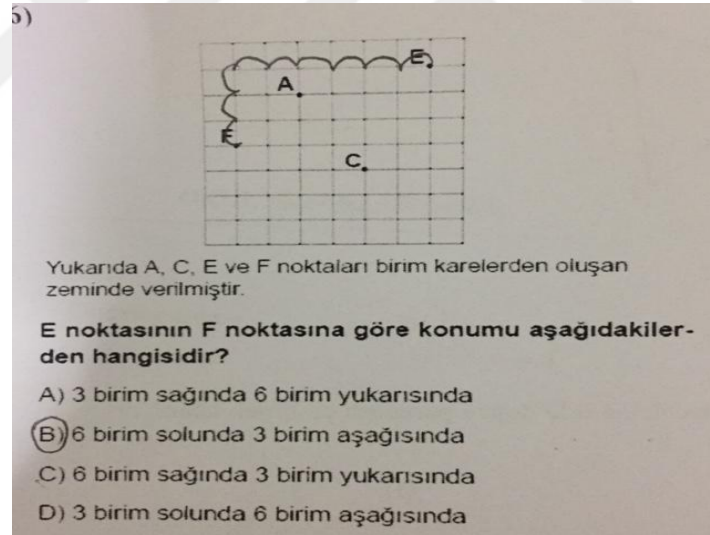 6)
E
A
F
C
Yukarıda A, C, E ve F noktaları birim karelerden oluşan
zeminde verilmiştir.
E noktasının F noktasına göre konumu aşağıdakiler-
den hangisidir?
A) 3 birim sağında 6 birim yukarısında
B) 6 birim solunda 3 birim aşağısında
C) 6 birim sağında 3 birim yukarısında
D) 3 birim solunda 6 birim aşağısında